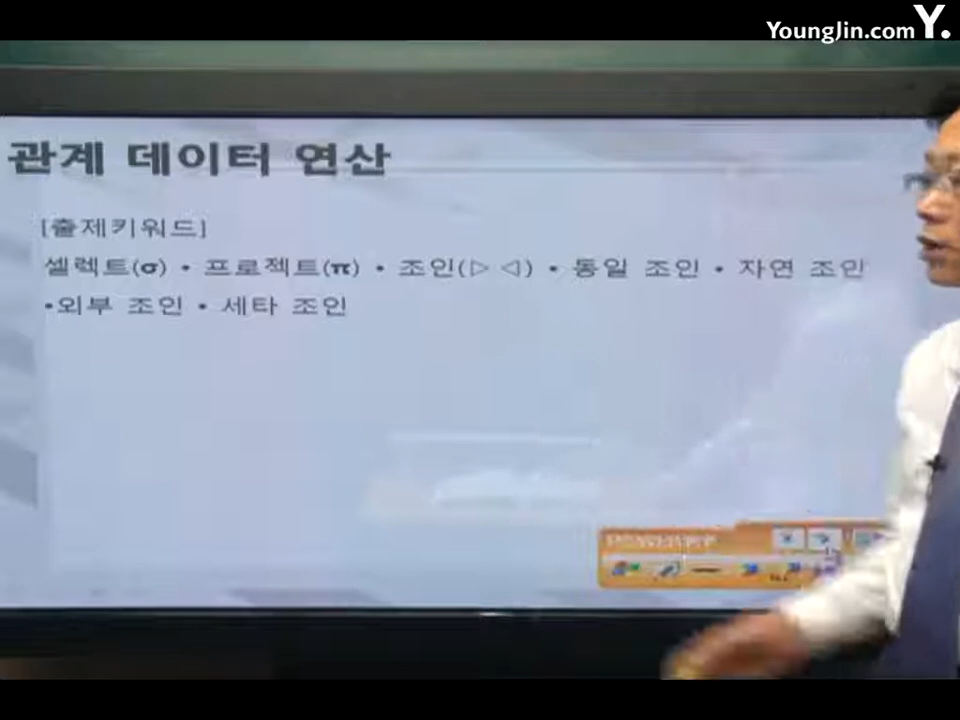 YoungJin.com Y.
관계 데이터 연산
[출제키워드]
셀렉트(σ) • 프로젝트(π) • 조인(▷ ◁) • 동일 조인 • 자연 조인
•외부 조인 • 세타 조인